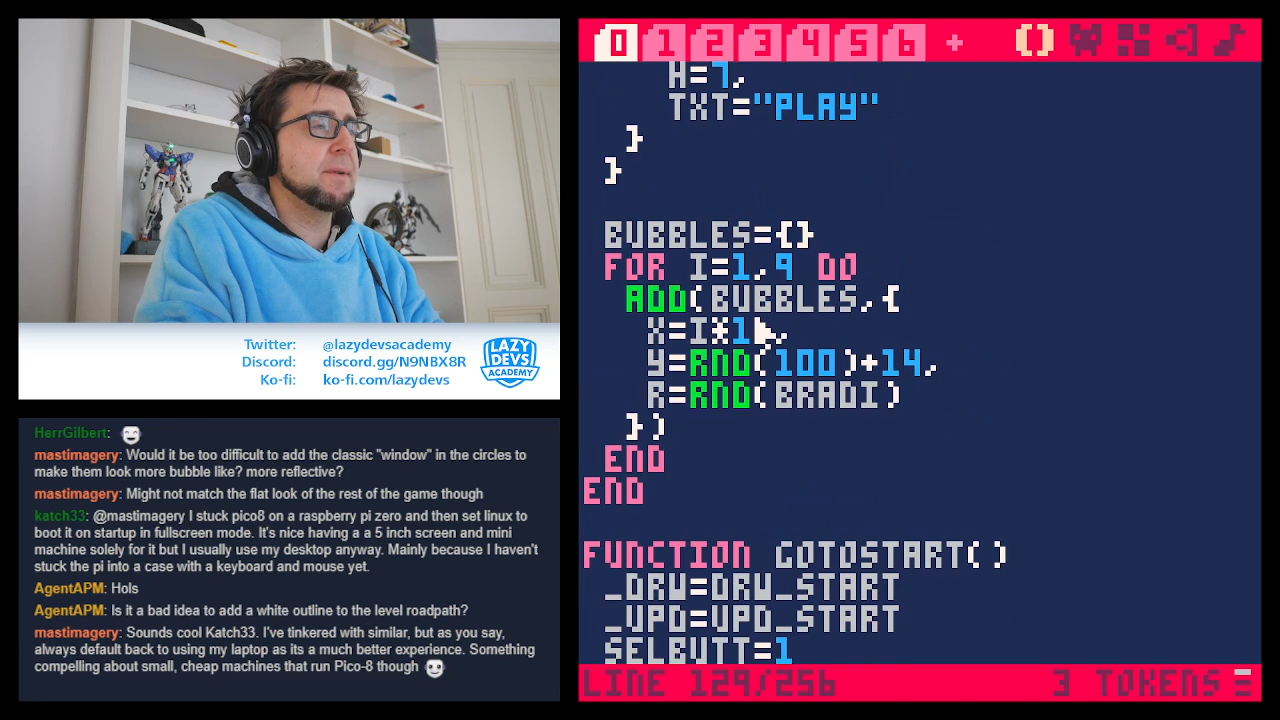 Twitter: @lazydevsacademy
Discord: discord.gg/N9NBX8R
Ko-fi: ko-fi.com/lazydevs
LAZY
DEVS
ACADEMY
HerrGilbert:
mastimagery: Would it be too difficult to add the classic "window" in the circles to
make them look more bubble like? more reflective?
mastimagery: Might not match the flat look of the rest of the game though
katch33: @mastimagery I stuck pico8 on a raspberry pi zero and then set linux to
boot it on startup in fullscreen mode. It's nice having a a 5 inch screen and mini
machine solely for it but I usually use my desktop anyway. Mainly because I haven't
stuck the pi into a case with a keyboard and mouse yet.
AgentAPM: Hols
AgentAPM: Is it a bad idea to add a white outline to the level roadpath?
mastimagery: Sounds cool Katch33. I've tinkered with similar, but as you say,
always default back to using my laptop as its a much better experience. Something
compelling about small, cheap machines that run Pico-8 though
0 1 2 3 4 5 6 +
H=7,
TXT="PLAY"
}
}
BUBBLES={}
FOR I=1,9 DO
ADD(BUBBLES,{
X=I*1
Y=RND(100)+14,
R=RND(BRADI)
})
END
END
FUNCTION GOTOSTART()
_DRW=DRW_START
_UPD=UPD_START
SELBUTT=1
LINE 129/256 3 TOKENS